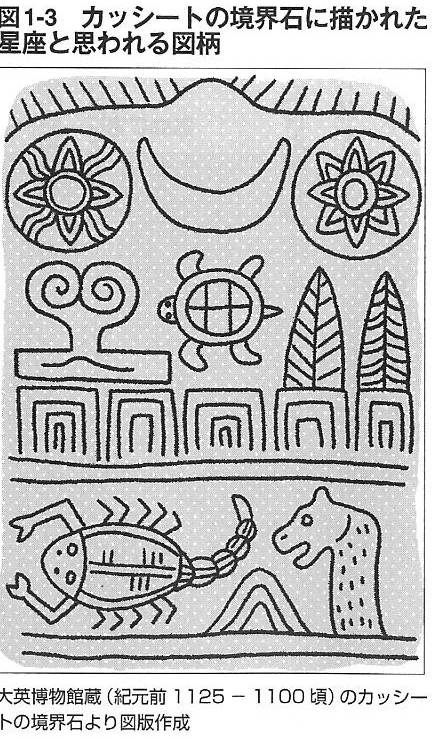 図1-3 カッシートの境界石に描かれた
星座と思われる図柄
大英博物館蔵（紀元前1125－1100頃）のカッシー
トの境界石より図版作成